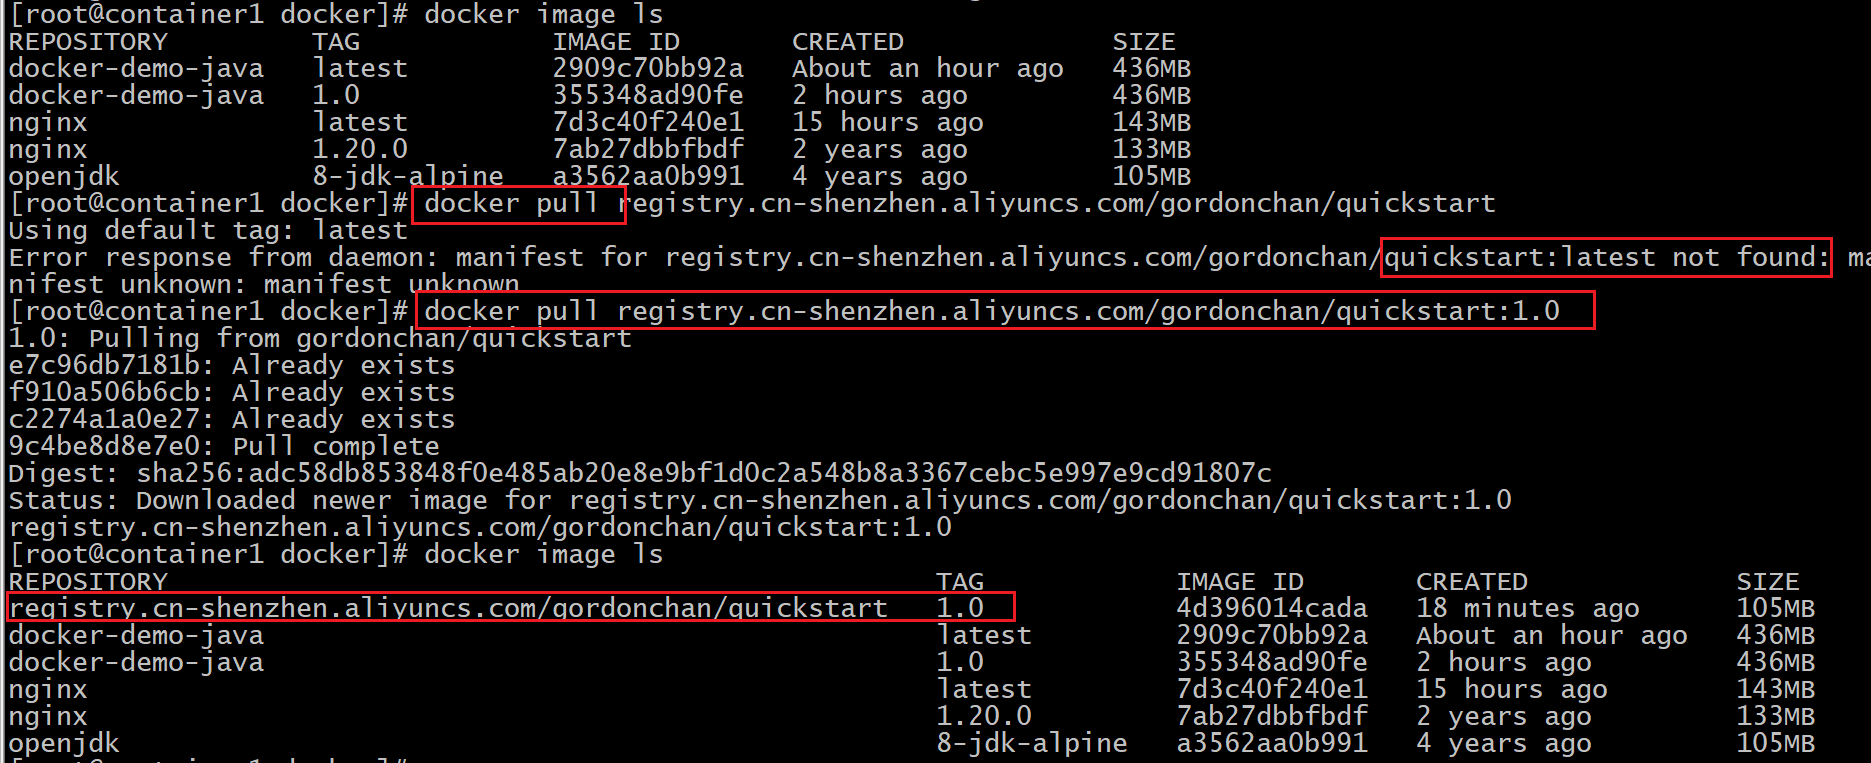 [root@container1 docker]# docker image ls
REPOSITORY TAG IMAGE ID CREATED SIZE
docker-demo-java latest 2909c70bb92a About an hour ago 436MB
docker-demo-java 1.0 355348ad90fe 2 hours ago 436MB
nginx latest 7d3c40f240e1 15 hours ago 143MB
nginx 1.20.0 7ab27dbbfbdf 2 years ago 133MB
openjdk 8-jdk-alpine a3562aa0b991 4 years ago 105MB
[root@container1 docker]# docker pull registry.cn-shenzhen.aliyuncs.com/gordonchan/quickstart
Using default tag: latest
Error response from daemon: manifest for registry.cn-shenzhen.aliyuncs.com/gordonchan/quickstart:latest not found: ma
nifest unknown: manifest unknown
[root@container1 docker]# docker pull registry.cn-shenzhen.aliyuncs.com/gordonchan/quickstart:1.0
1.0: Pulling from gordonchan/quickstart
e7c96db7181b: Already exists
f910a506b6cb: Already exists
c2274a1a0e27: Already exists
9c4be8d8e7e0: Pull complete
Digest: sha256:adc58db853848f0e485ab20e8e9bf1d0c2a548b8a3367cebc5e997e9cd91807c
Status: Downloaded newer image for registry.cn-shenzhen.aliyuncs.com/gordonchan/quickstart:1.0
registry.cn-shenzhen.aliyuncs.com/gordonchan/quickstart:1.0
[root@container1 docker]# docker image ls
REPOSITORY TAG IMAGE ID CREATED SIZE
registry.cn-shenzhen.aliyuncs.com/gordonchan/quickstart 1.0 4d396014cada 18 minutes ago 105MB
docker-demo-java latest 2909c70bb92a About an hour ago 436MB
docker-demo-java 1.0 355348ad90fe 2 hours ago 436MB
nginx latest 7d3c40f240e1 15 hours ago 143MB
nginx 1.20.0 7ab27dbbfbdf 2 years ago 133MB
openjdk 8-jdk-alpine a3562aa0b991 4 years ago 105MB